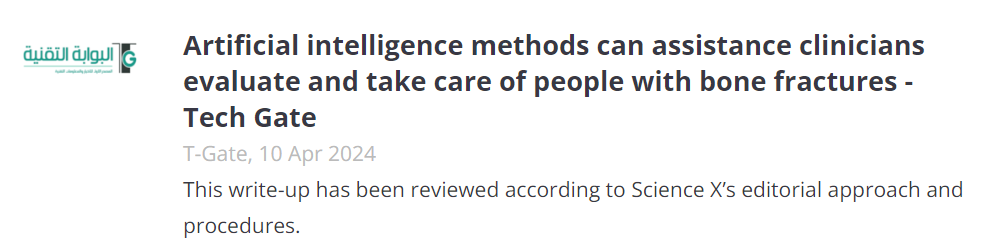 البوابة التقنية
TG
Artificial intelligence methods can assistance clinicians
evaluate and take care of people with bone fractures -
Tech Gate
T-Gate, 10 Apr 2024
This write-up has been reviewed according to Science X’s editorial approach and
procedures.